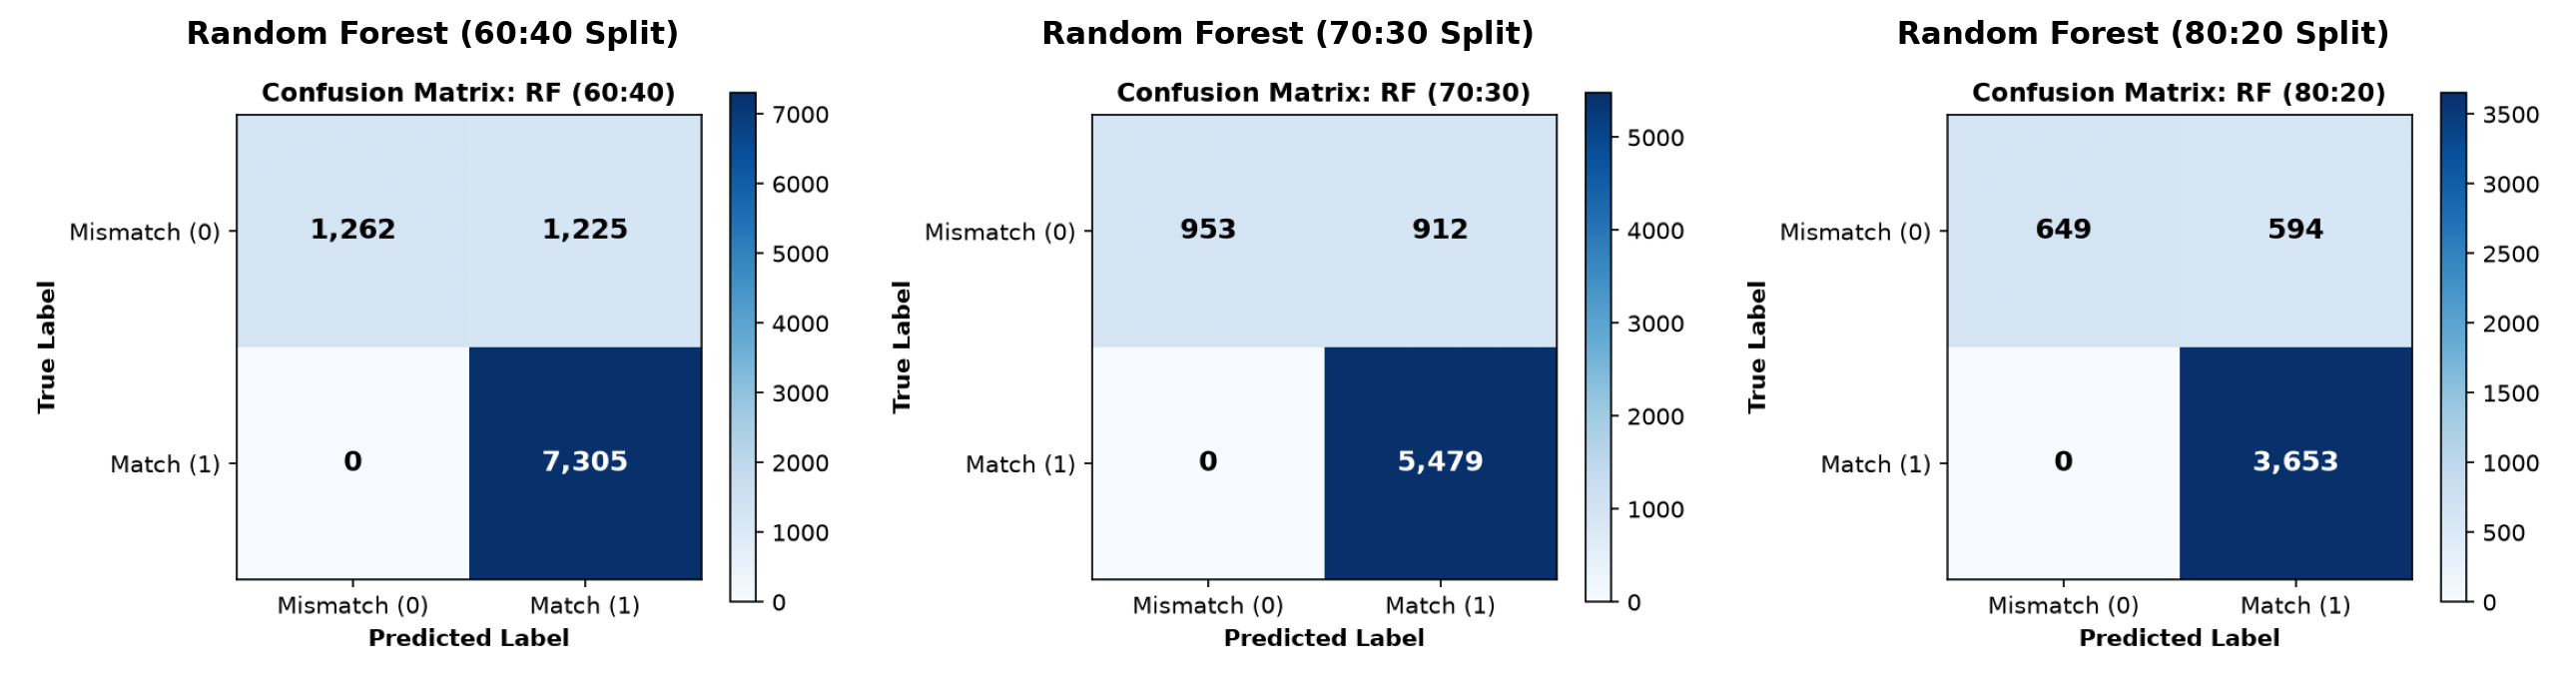 Random Forest (60:40 Split)
Confusion Matrix: RF (60:40)
True Label
Mismatch (0)
Match (1)
1,262
1,225
0
7,305
Mismatch (0)
Match (1)
Predicted Label
7000
6000
5000
4000
3000
2000
1000
0
Random Forest (70:30 Split)
Confusion Matrix: RF (70:30)
True Label
Mismatch (0)
Match (1)
953
912
0
5,479
Mismatch (0)
Match (1)
Predicted Label
5000
4000
3000
2000
1000
0
Random Forest (80:20 Split)
Confusion Matrix: RF (80:20)
True Label
Mismatch (0)
Match (1)
649
594
0
3,653
Mismatch (0)
Match (1)
Predicted Label
3500
3000
2500
2000
1500
1000
500
0